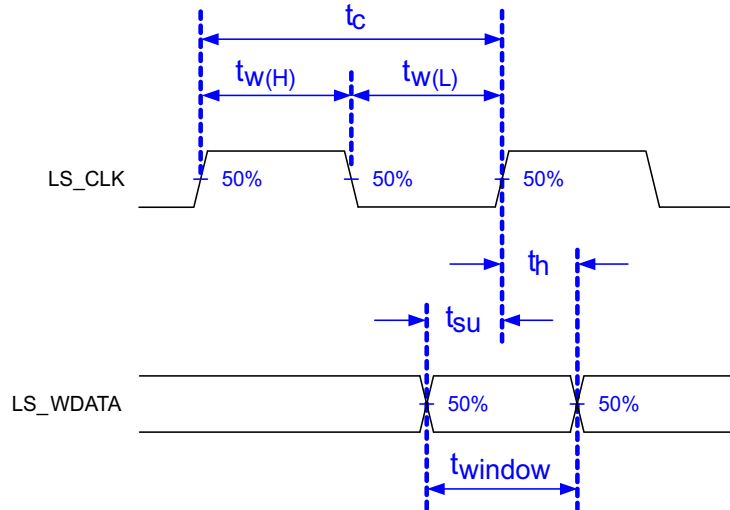 tc
tw(H) tw(L)
LS_CLK 50% 50% 50%
th
tsu
LS_WDATA 50% 50%
twindow